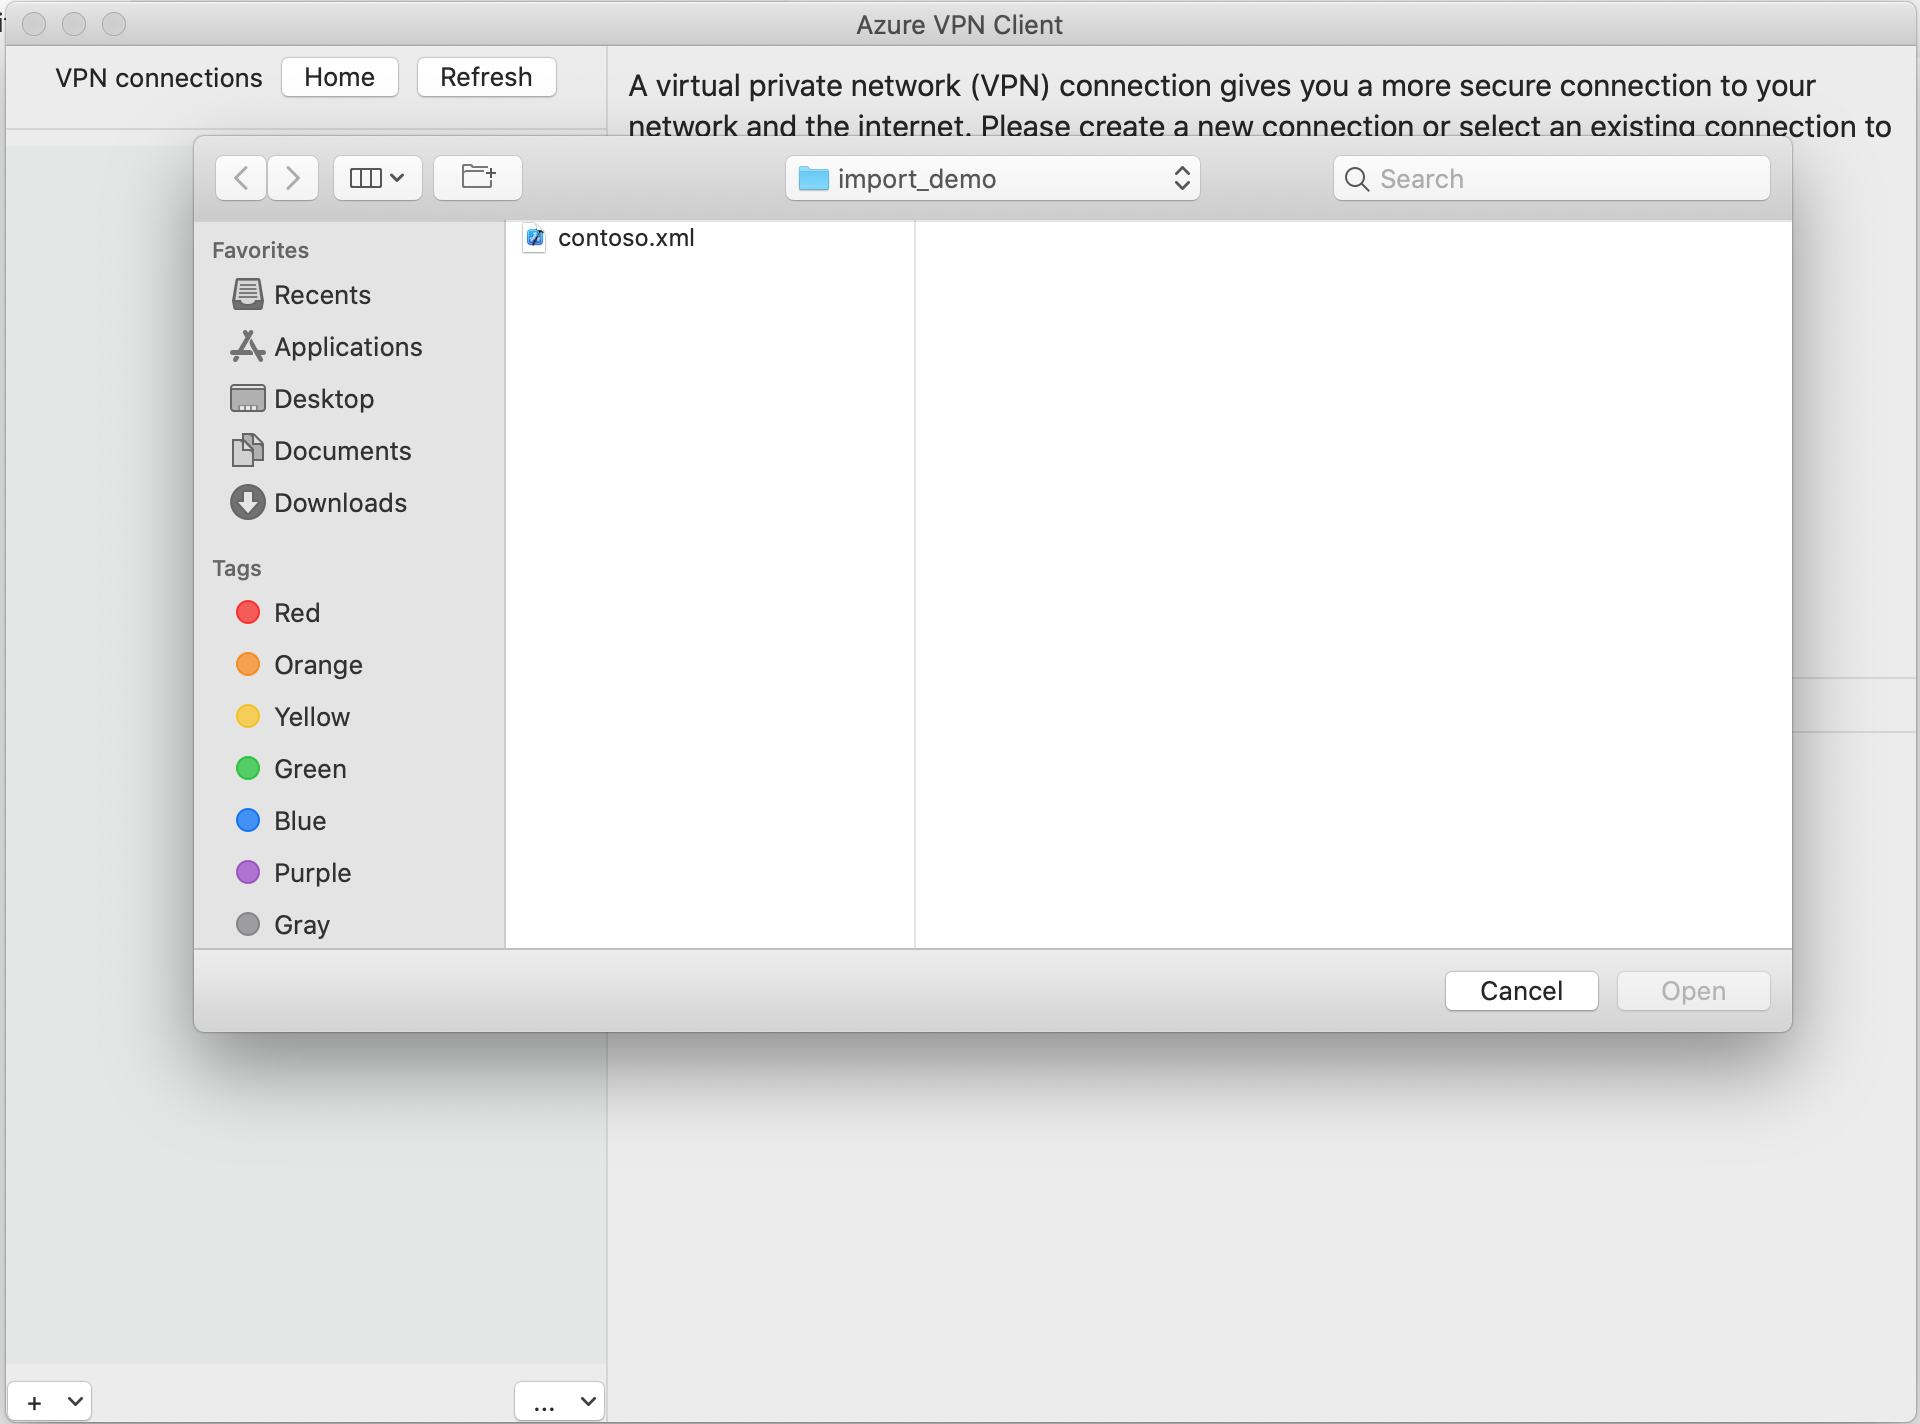 Azure VPN Client
VPN connections
Home
Refresh
A virtual private network (VPN) connection gives you a more secure connection to your
network and the internet. Please create a new connection or select an existing connection to
import_demo
Search
Favorites
Recents
Applications
Desktop
Documents
Downloads
Tags
Red
Orange
Yellow
Green
Blue
Purple
Gray
contoso.xml
Cancel
Open
+
...